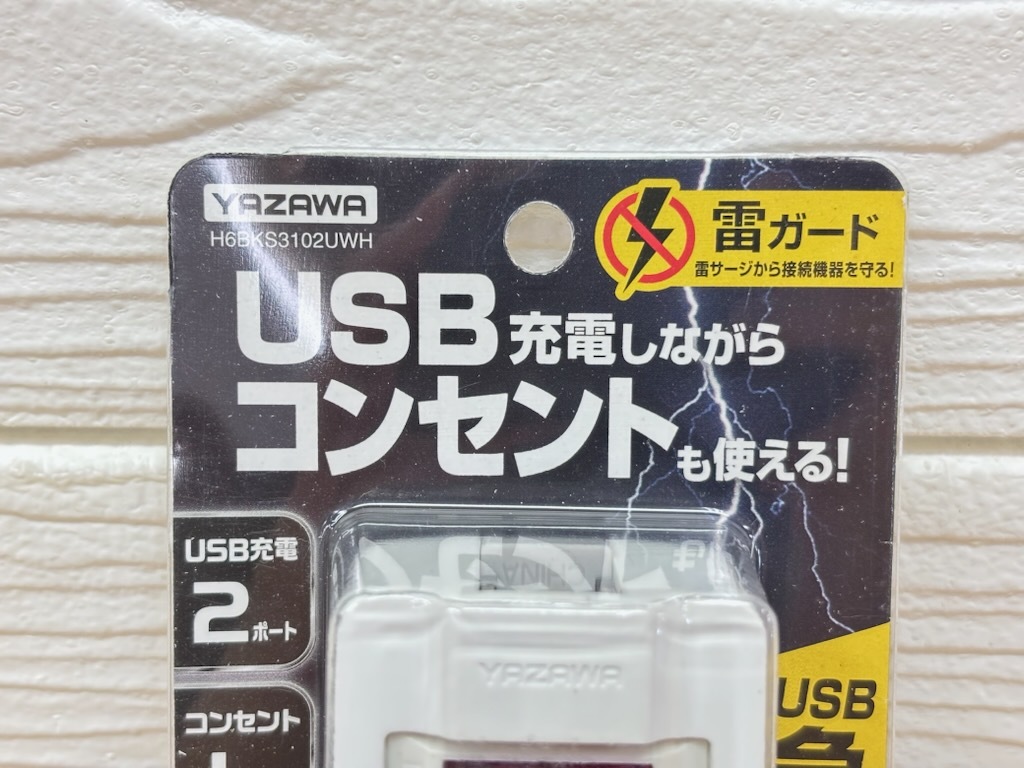 YAZAWA
H6BKS3102UWH
雷ガード
雷サージから接続機器を守る!
USB充電しながら
コンセントも使える!
USB充電
2ポート
YAZAWA
コンセント
USB